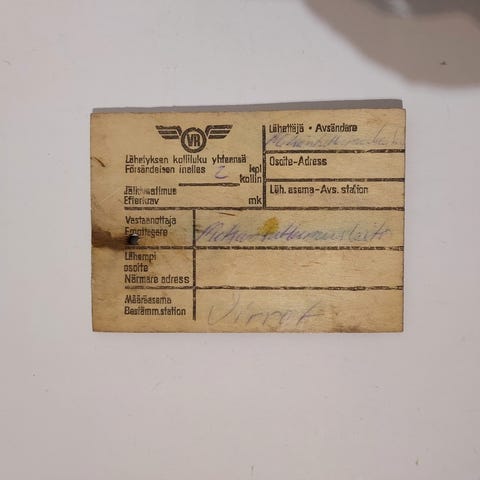 VR
Lähettäjä • Avsändare
Lähetyksen kolliluku yhteensä
Försändelsen inalles 2 kpl
kollin
Osoite-Adress
Jälkivaatimus
Efterkrav mk
Läh. asema-Avs. station
Vastaanottaja
Emottagare
Lähempi
osoite
Närmare adress
Määräasema
Bestämm.station Virrat